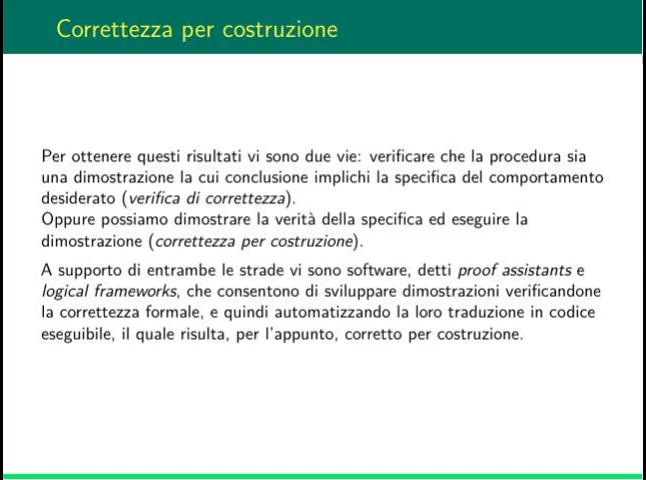 Correttezza per costruzione
Per ottenere questi risultati vi sono due vie: verificare che la procedura sia
una dimostrazione la cui conclusione implichi la specifica del comportamento
desiderato (verifica di correttezza).
Oppure possiamo dimostrare la verità della specifica ed eseguire la
dimostrazione (correttezza per costruzione).
A supporto di entrambe le strade vi sono software, detti proof assistants e
logical frameworks, che consentono di sviluppare dimostrazioni verificandone
la correttezza formale, e quindi automatizzando la loro traduzione in codice
eseguibile, il quale risulta, per l'appunto, corretto per costruzione.